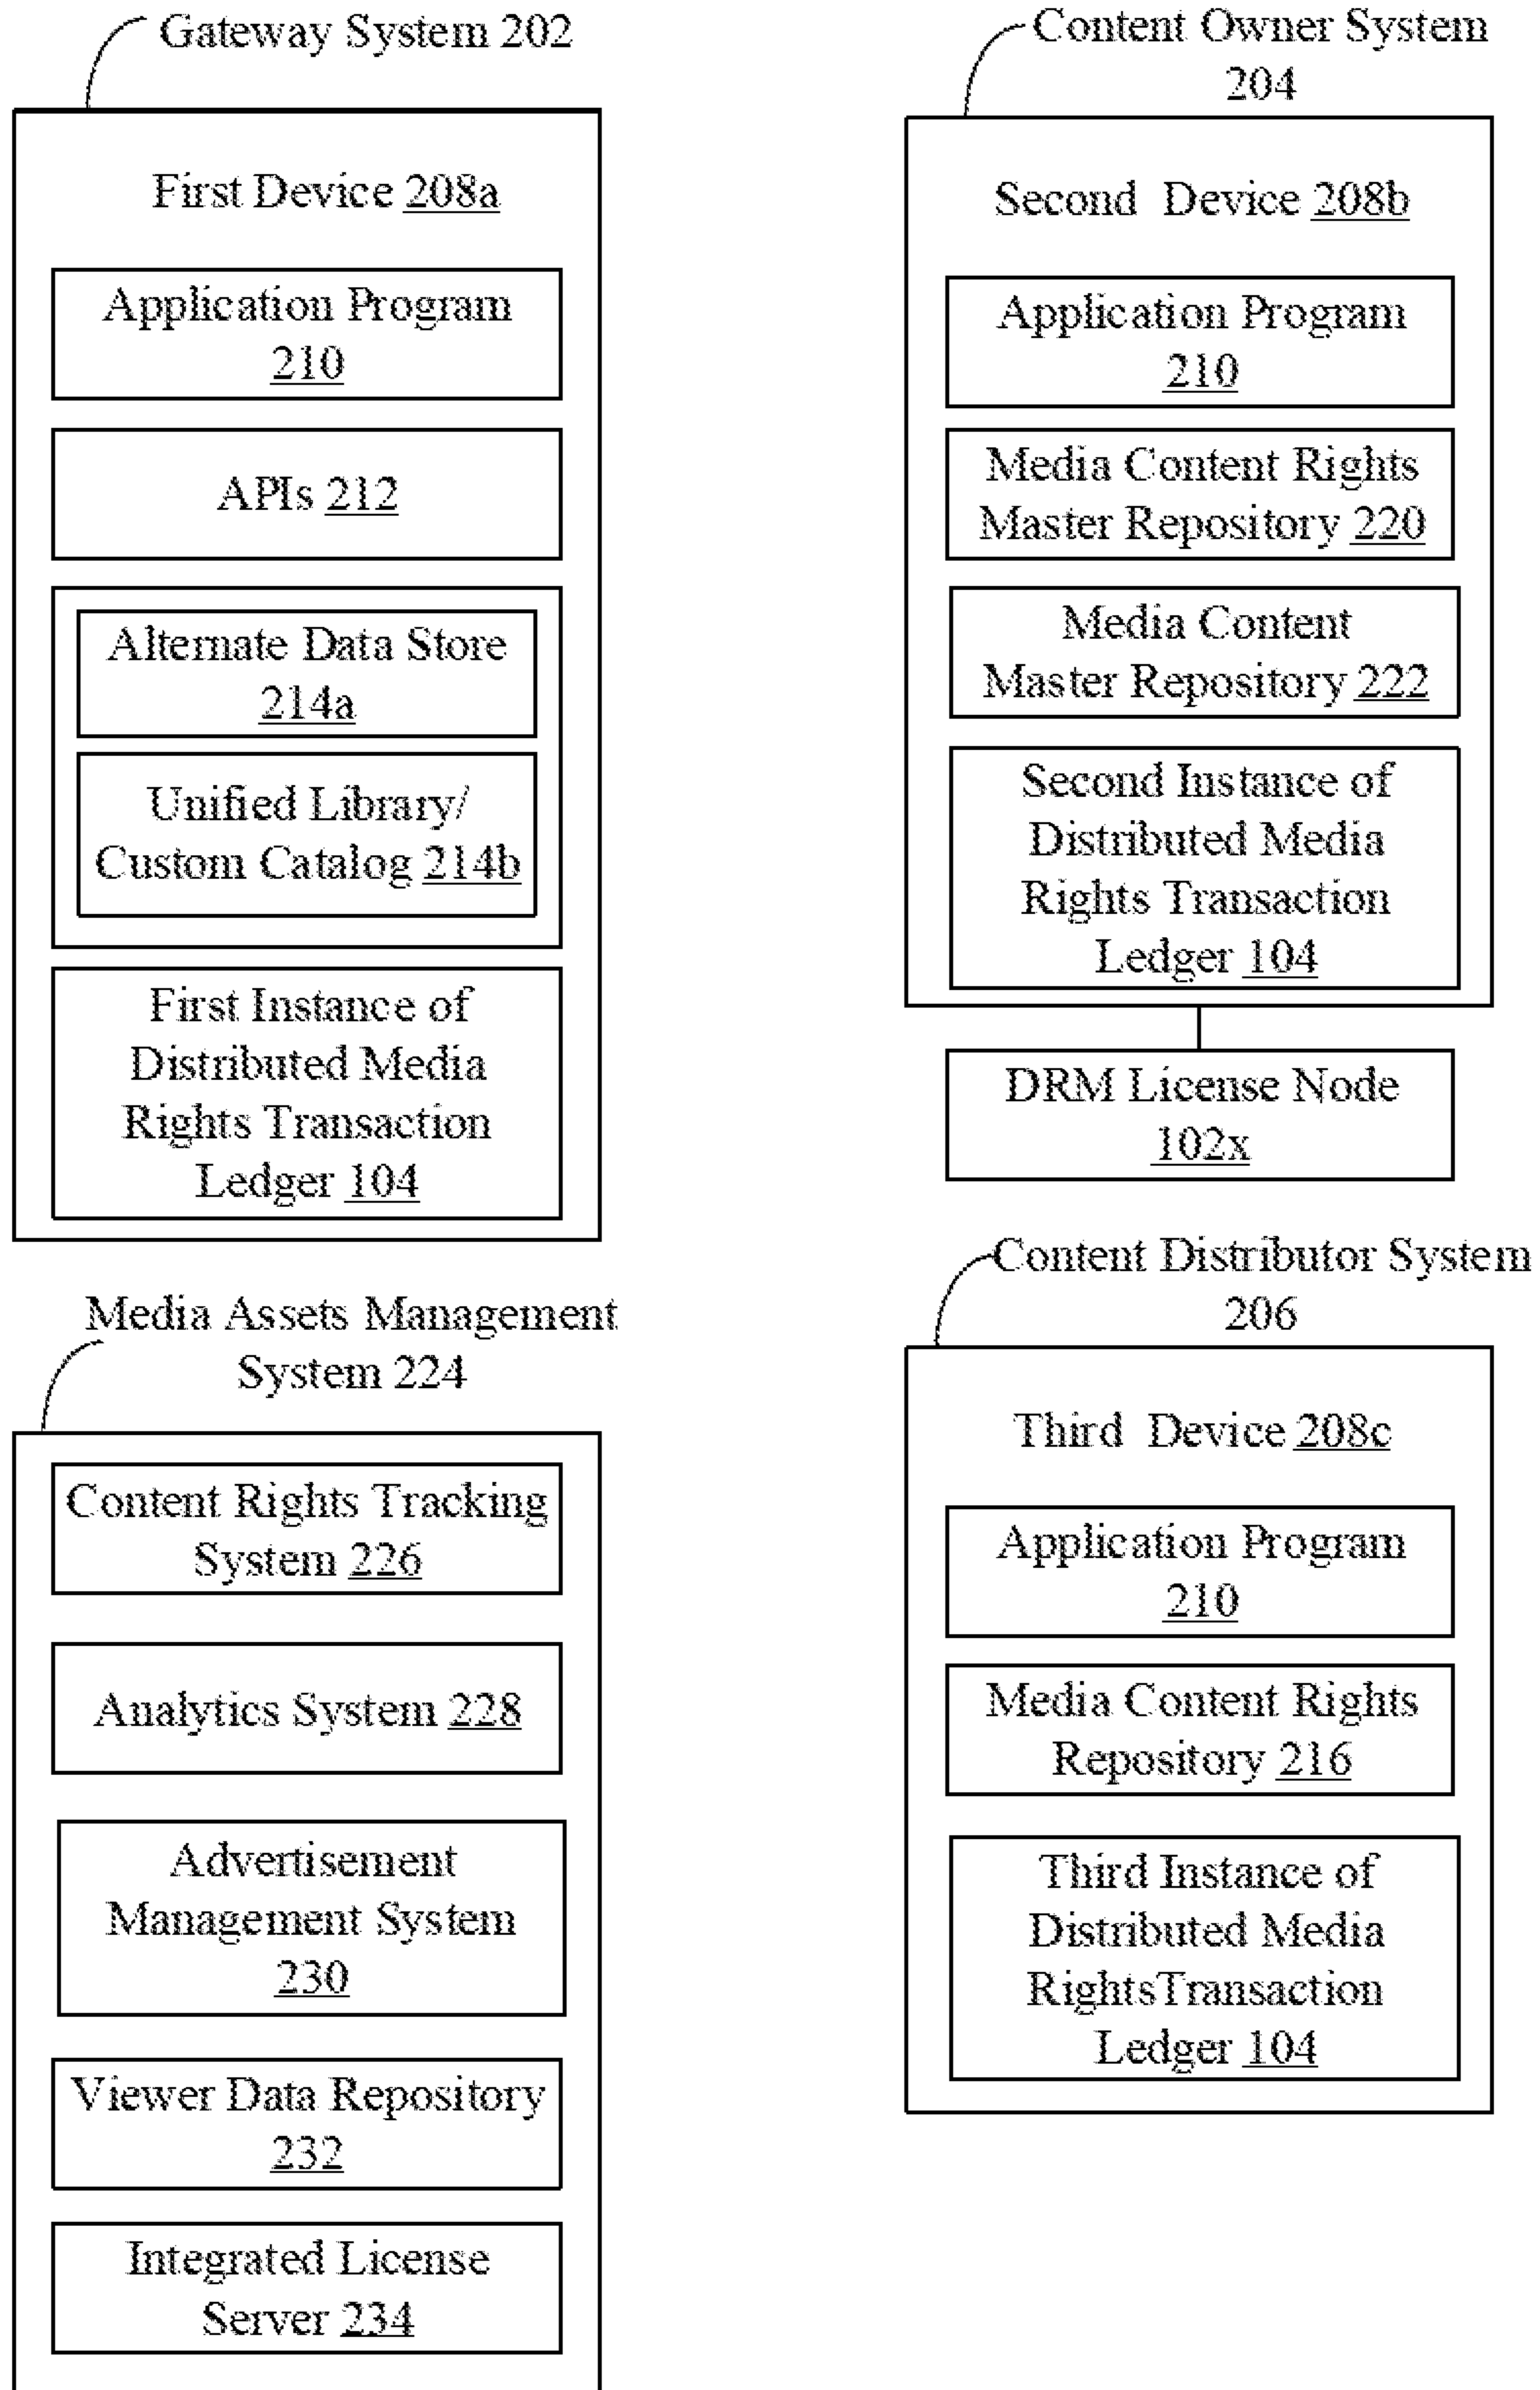 Gateway System 202
First Device 208a
Application Program
210
APIs 212
Alternate Data Store
214a
Unified Library/
Custom Catalog 214b
First Instance of
Distributed Media
Rights Transaction
Ledger 104
Content Owner System
204
Second Device 208b
Application Program
210
Media Content Rights
Master Repository 220
Media Content
Master Repository 222
Second Instance of
Distributed Media
Rights Transaction
Ledger 104
DRM License Node
102x
Media Assets Management
System 224
Content Rights Tracking
System 226
Analytics System 228
Advertisement
Management System
230
Viewer Data Repository
232
Integrated License
Server 234
Content Distributor System
206
Third Device 208c
Application Program
210
Media Content Rights
Repository 216
Third Instance of
Distributed Media
RightsTransaction
Ledger 104